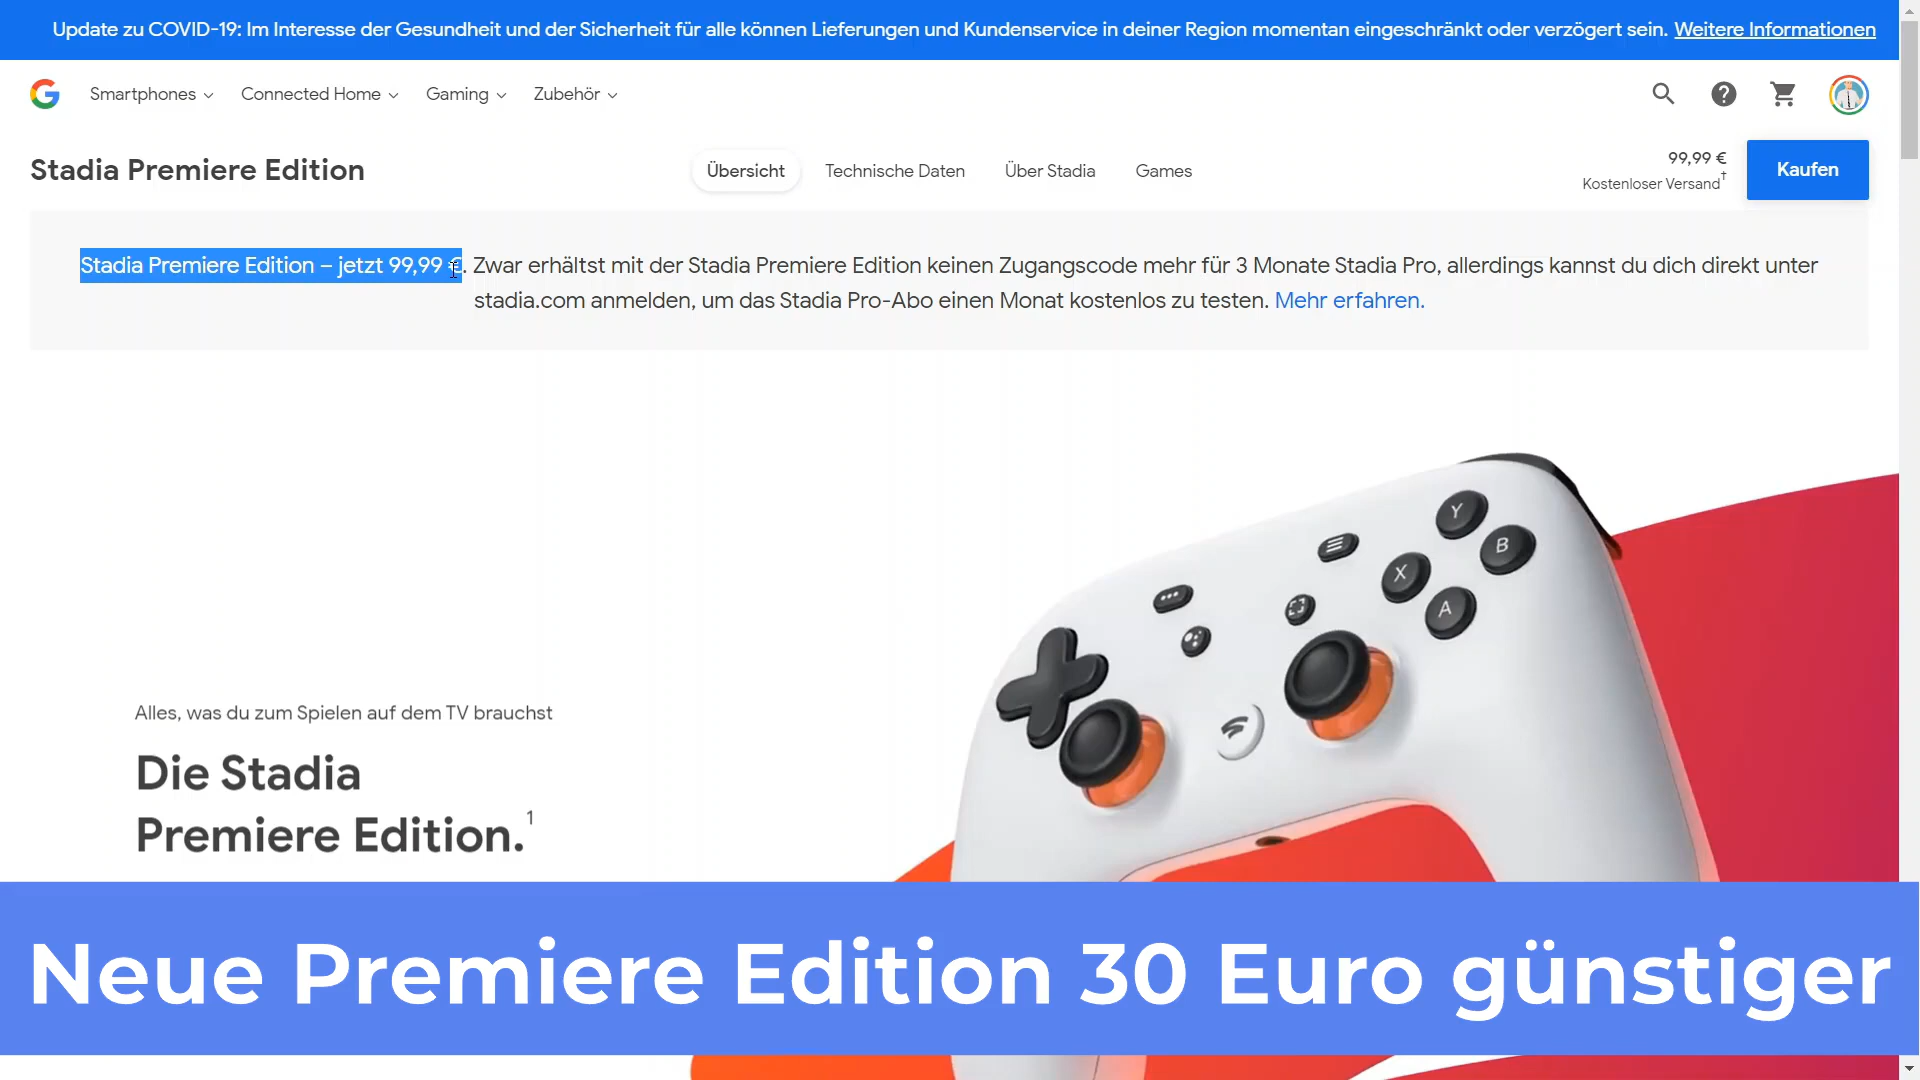 Update zu COVID-19: Im Interesse der Gesundheit und der Sicherheit für alle können Lieferungen und Kundenservice in deiner Region momentan eingeschränkt oder verzögert sein. Weitere Informationen
Smartphones Connected Home Gaming Zubehör
Stadia Premiere Edition
Übersicht Technische Daten Über Stadia Games
99,99 €
Kostenloser Versand†
Kaufen
Stadia Premiere Edition – jetzt 99,99 €. Zwar erhältst mit der Stadia Premiere Edition keinen Zugangscode mehr für 3 Monate Stadia Pro, allerdings kannst du dich direkt unter
stadia.com anmelden, um das Stadia Pro-Abo einen Monat kostenlos zu testen. Mehr erfahren.
Y
B
X
A
Alles, was du zum Spielen auf dem TV brauchst
Die Stadia
Premiere Edition.1
Neue Premiere Edition 30 Euro günstiger